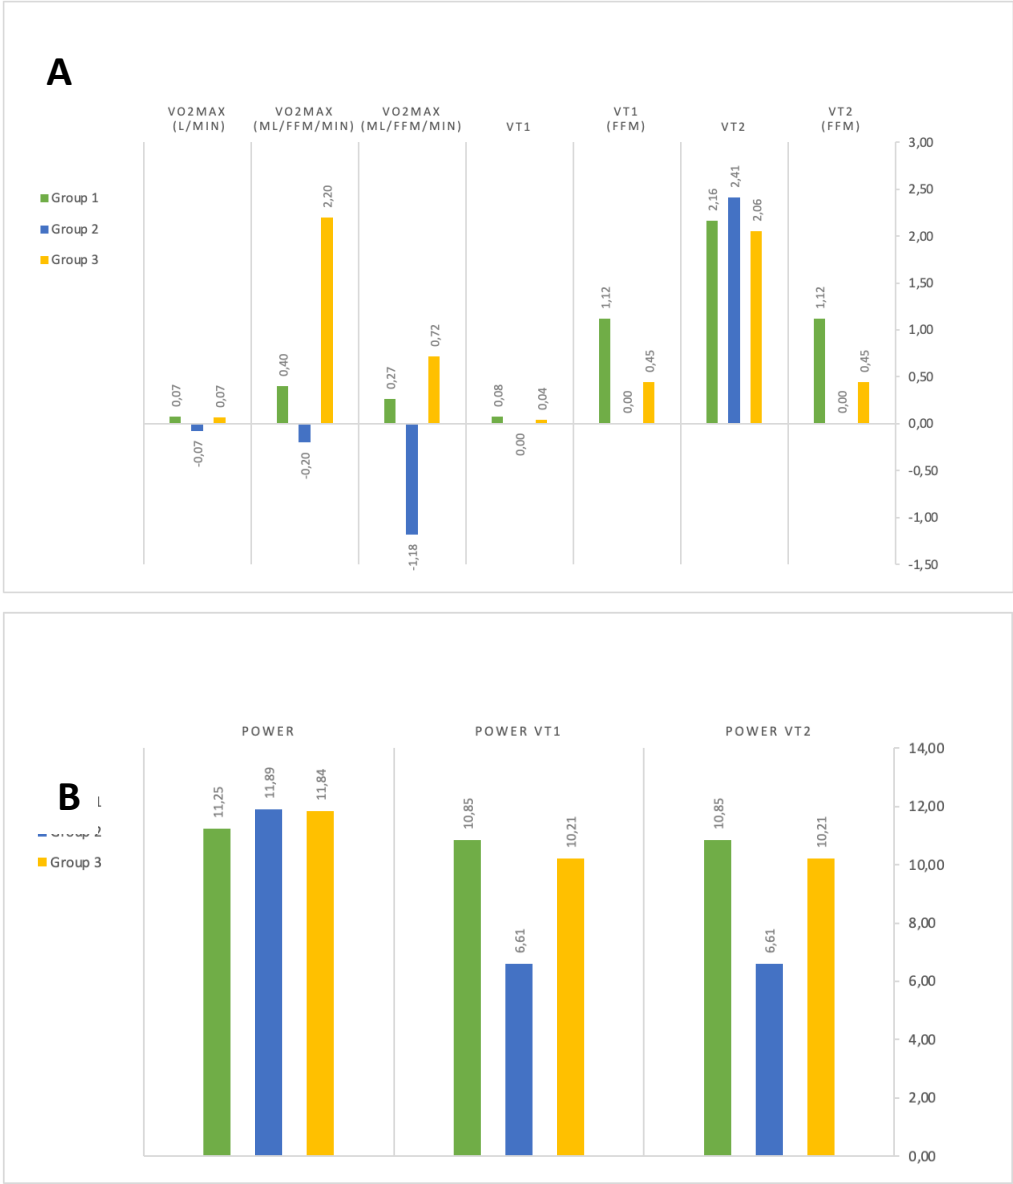 A
VO2MAX
(L/MIN)
VO2MAX
(ML/FFM/MIN)
VO2MAX
(ML/FFM/MIN)
VT1
VT1
(FFM)
VT2
VT2
(FFM)
Group 1
Group 2
Group 3
0,07
-0,07
0,07
0,40
-0,20
2,20
0,27
-1,18
0,72
0,08
0,00
0,04
1,12
0,00
0,45
2,16
2,41
2,06
1,12
0,00
0,45
3,00
2,50
2,00
1,50
1,00
0,50
0,00
-0,50
-1,00
-1,50
B
1
Group 2
Group 3
POWER
POWER VT1
POWER VT2
11,25
11,89
11,84
10,85
6,61
10,21
10,85
6,61
10,21
14,00
12,00
10,00
8,00
6,00
4,00
2,00
0,00